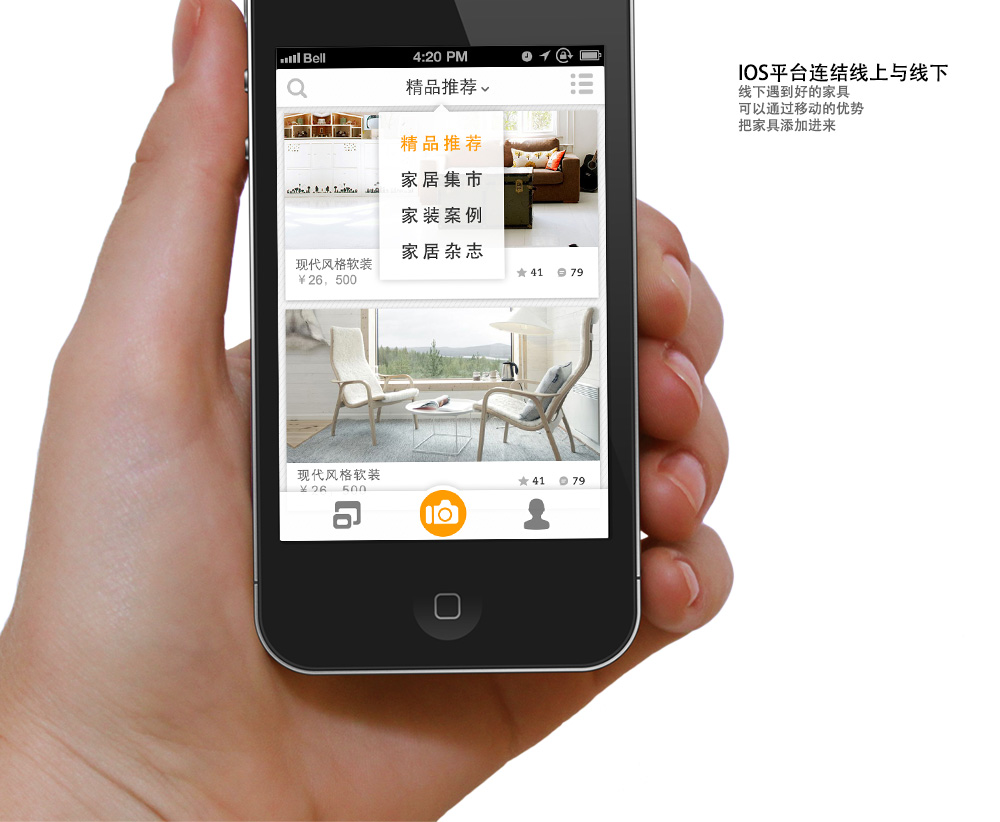 Bell 4:20 PM
精品推荐
精品推荐
家居集市
家装案例
家居杂志
现代风格软装
￥26，500
41 79
现代风格软装
￥26，500
41 79
IOS平台连结线上与线下
线下遇到好的家具
可以通过移动的优势
把家具添加进来